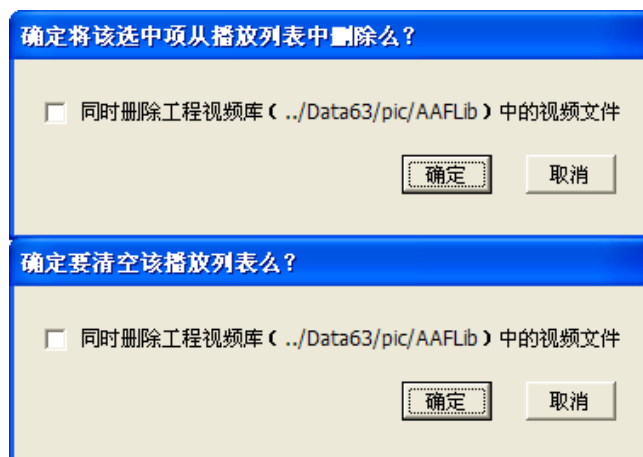 确定将该选中项从播放列表中删除么？
同时删除工程视频库（../Data63/pic/AAFLib）中的视频文件
确定 取消
确定要清空该播放列表么？
同时删除工程视频库（../Data63/pic/AAFLib）中的视频文件
确定 取消